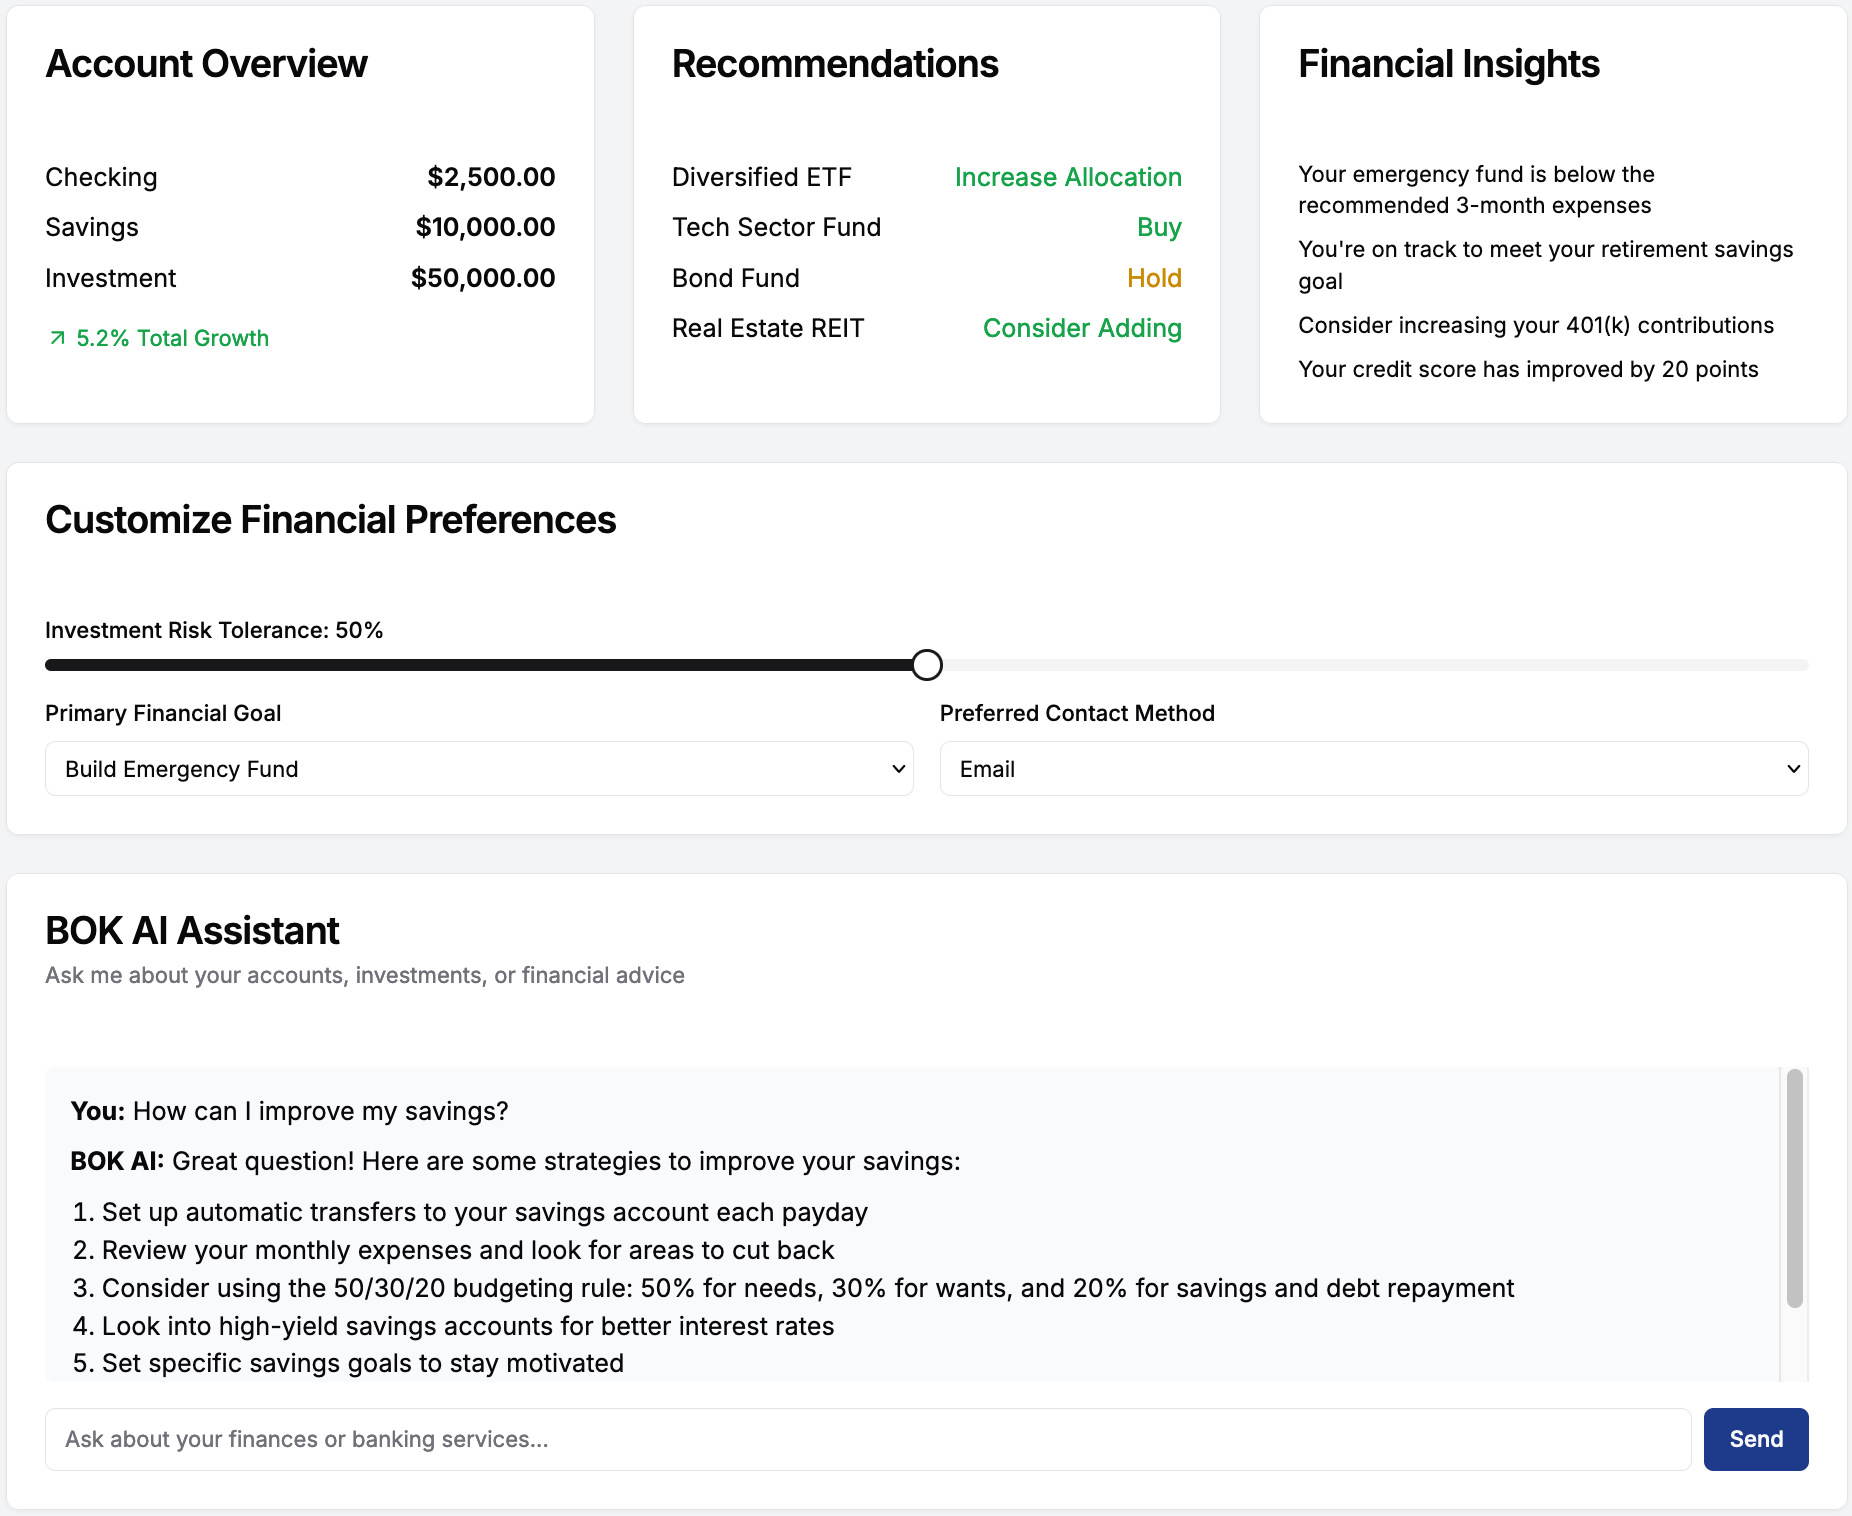 Account Overview
Checking $2,500.00
Savings $10,000.00
Investment $50,000.00
5.2% Total Growth
Recommendations
Diversified ETF Increase Allocation
Tech Sector Fund Buy
Bond Fund Hold
Real Estate REIT Consider Adding
Financial Insights
Your emergency fund is below the
recommended 3-month expenses
You're on track to meet your retirement savings
goal
Consider increasing your 401(k) contributions
Your credit score has improved by 20 points
Customize Financial Preferences
Investment Risk Tolerance: 50%
Primary Financial Goal
Build Emergency Fund
Preferred Contact Method
Email
BOK AI Assistant
Ask me about your accounts, investments, or financial advice
You: How can I improve my savings?
BOK AI: Great question! Here are some strategies to improve your savings:
1. Set up automatic transfers to your savings account each payday
2. Review your monthly expenses and look for areas to cut back
3. Consider using the 50/30/20 budgeting rule: 50% for needs, 30% for wants, and 20% for savings and debt repayment
4. Look into high-yield savings accounts for better interest rates
5. Set specific savings goals to stay motivated
Ask about your finances or banking services...
Send